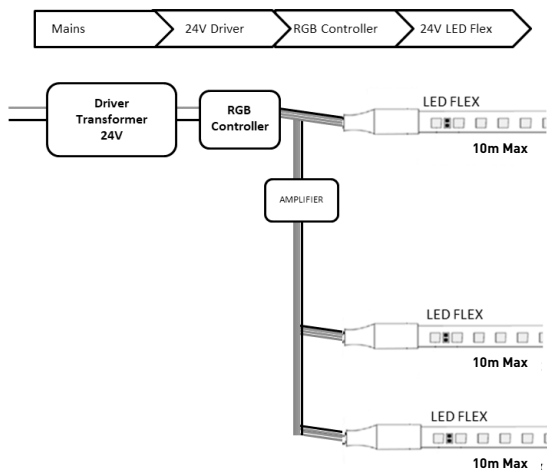 Mains
24V Driver
RGB Controller
24V LED Flex
Driver
Transformer
24V
RGB
Controller
LED FLEX
10m Max
AMPLIFIER
LED FLEX
10m Max
LED FLEX
10m Max